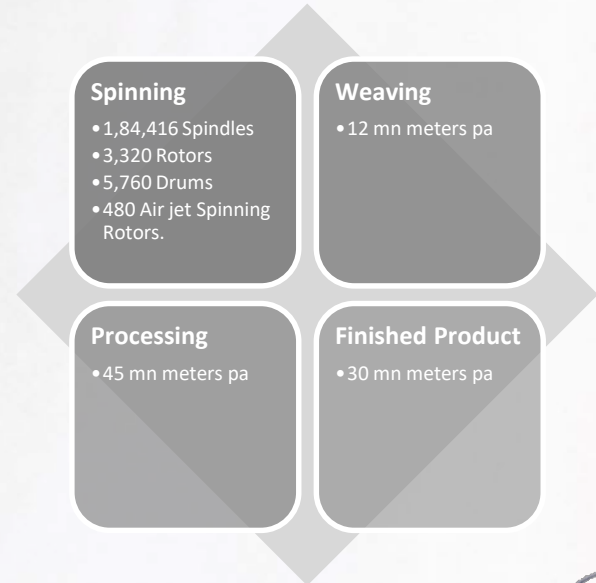 Spinning
•1,84,416 Spindles
•3,320 Rotors
•5,760 Drums
•480 Air jet Spinning
Rotors.
Weaving
•12 mn meters pa
Processing
•45 mn meters pa
Finished Product
•30 mn meters pa